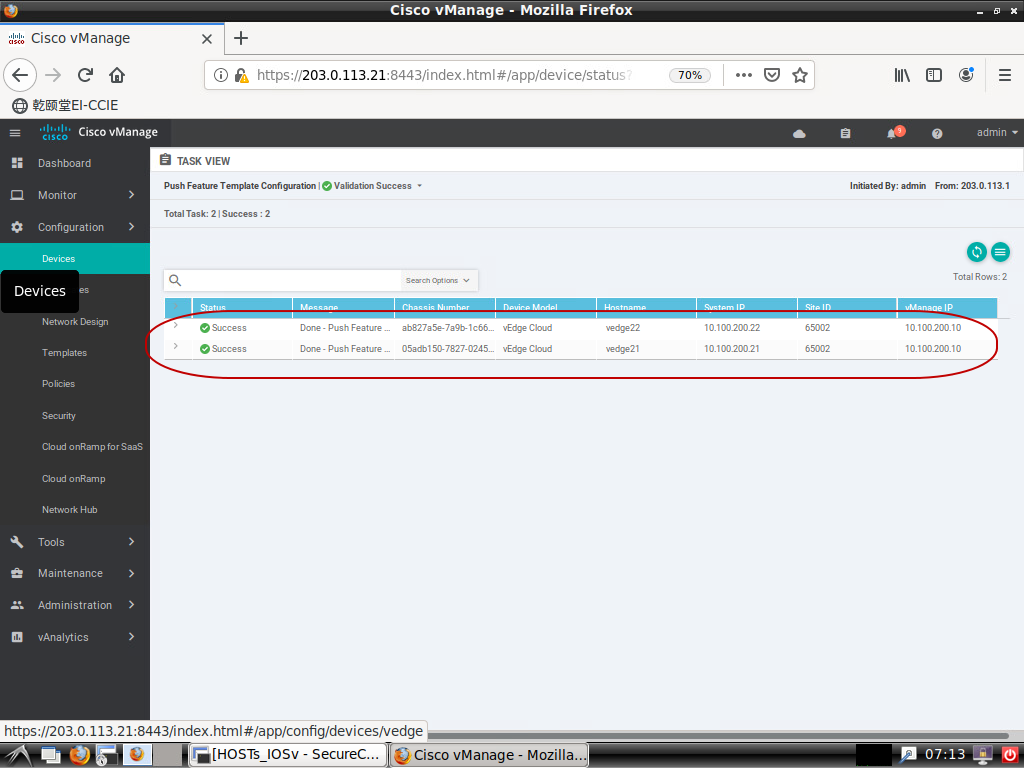 Cisco vManage - Mozilla Firefox
Cisco vManage
https://203.0.113.21:8443/index.html#/app/device/status?
70%
乾颐堂EI-CCIE
cisco
Cisco vManage
9
admin
Dashboard
Monitor
Configuration
Devices
Devices
es
Network Design
Templates
Policies
Security
Cloud onRamp for SaaS
Cloud onRamp
Network Hub
Tools
Maintenance
Administration
vAnalytics
TASK VIEW
Push Feature Template Configuration | Validation Success
Initiated By: admin From: 203.0.113.1
Total Task: 2 | Success : 2
Search Options
Total Rows: 2
Status Message Chassis Number Device Model Hostname System IP Site ID vManage IP
Success Done - Push Feature ... ab827a5e-7a9b-1c66... vEdge Cloud vedge22 10.100.200.22 65002 10.100.200.10
Success Done - Push Feature ... 05adb150-7827-0245... vEdge Cloud vedge21 10.100.200.21 65002 10.100.200.10
https://203.0.113.21:8443/index.html#/app/config/devices/vedge
[HOSTs_IOSv - SecureC...
Cisco vManage - Mozilla...
07:13